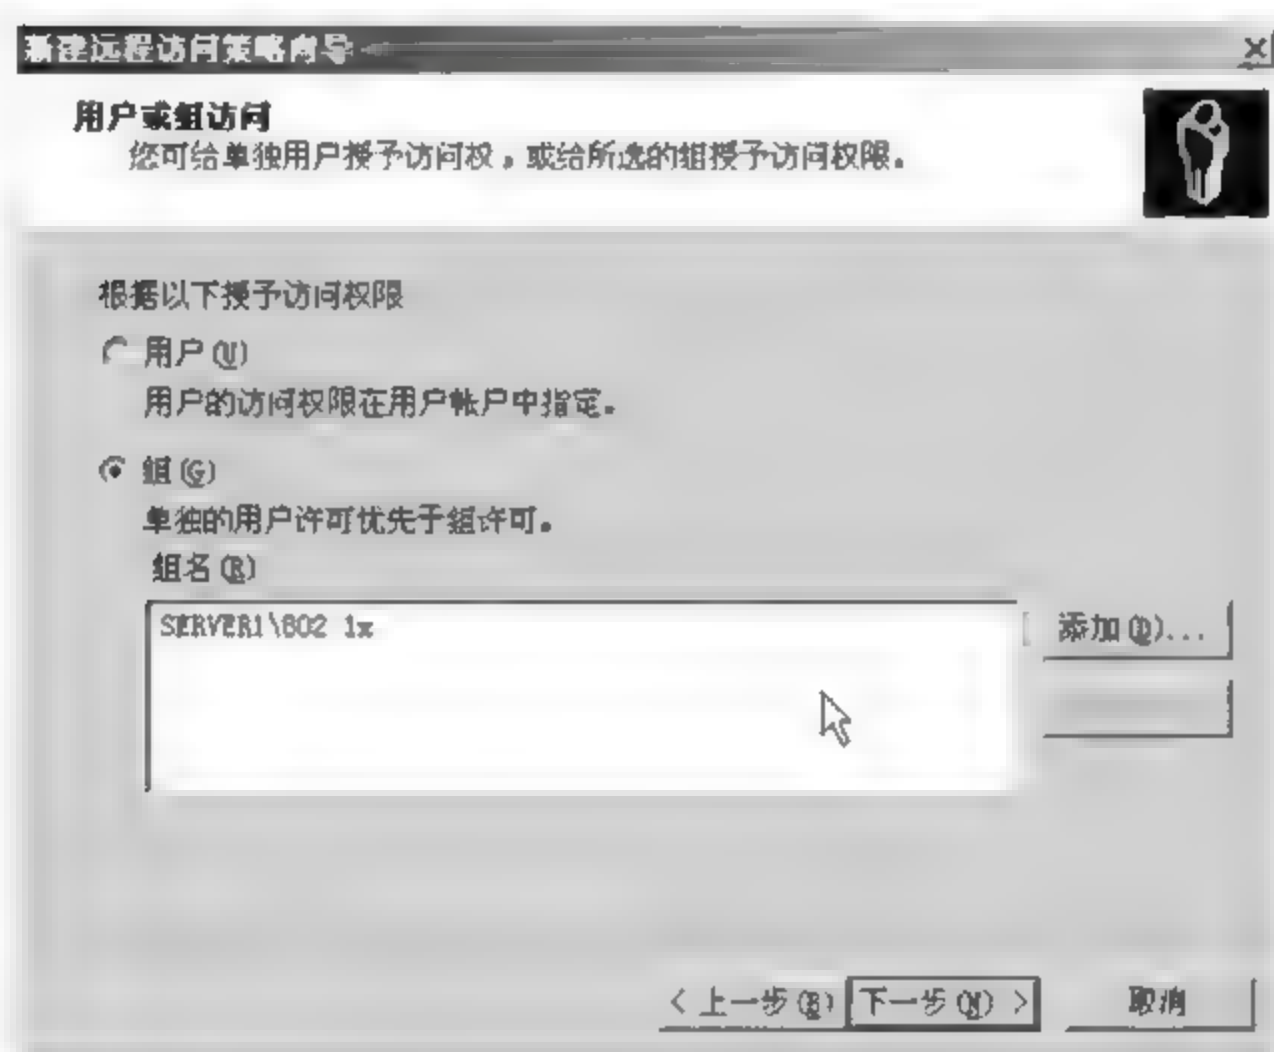 新建远程访问策略向导
用户或组访问
您可给单独用户授予访问权，或给所选的组授予访问权限。
根据以下授予访问权限
用户(U)
用户的访问权限在用户帐户中指定。
组(G)
单独的用户许可优先于组许可。
组名(R)
SERVER1\802 1x
添加(D)...
< 上一步(B)
下一步(N) >
取消